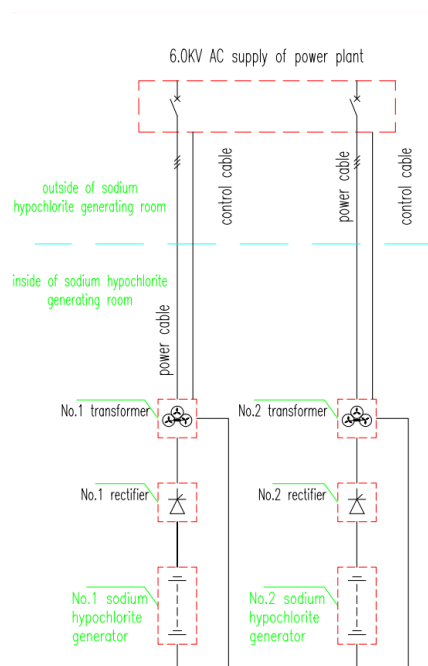 6.0KV AC supply of power plant
control cable
power cable
control cable
outside of sodium
hypochlorite generating room
inside of sodium hypochlorite
generating room
power cable
No.1 transformer
No.2 transformer
No.1 rectifier
No.2 rectifier
No.1 sodium
hypochlorite
generator
No.2 sodium
hypochlorite
generator